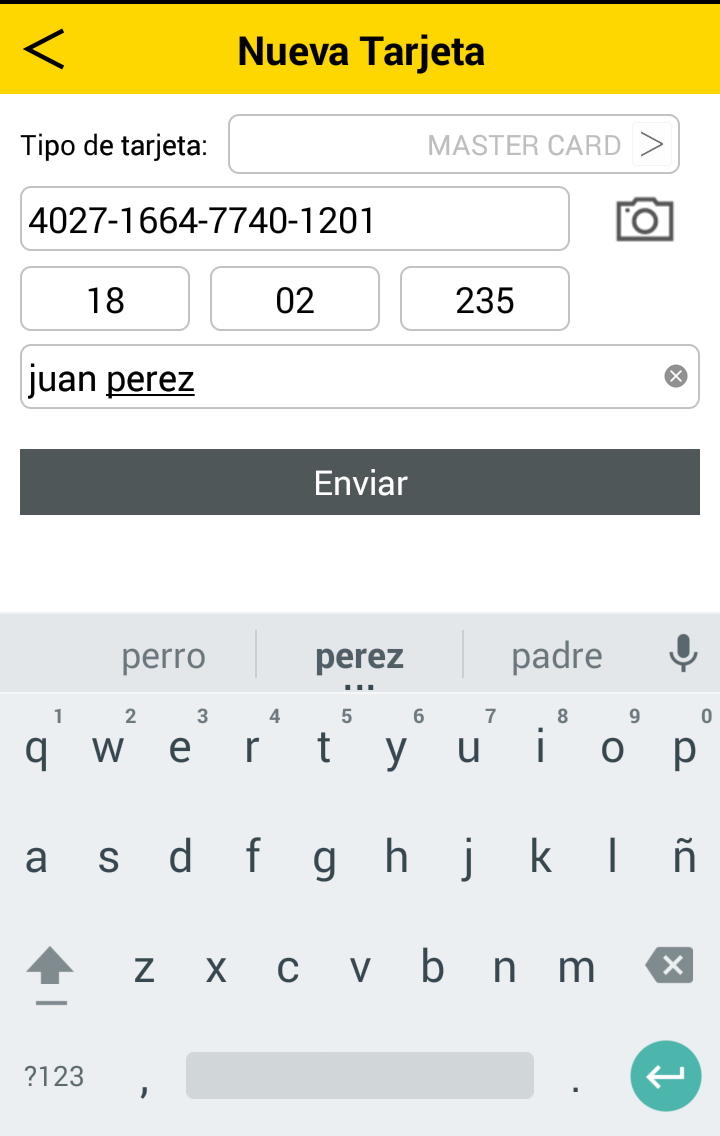 Nueva Tarjeta
Tipo de tarjeta: MASTER CARD
4027-1664-7740-1201
18 02 235
juan perez
Enviar
perro perez padre
1 2 3 4 5 6 7 8 9 0
q w e r t y u i o p
a s d f g h j k l ñ
z x c v b n m
?123 , .